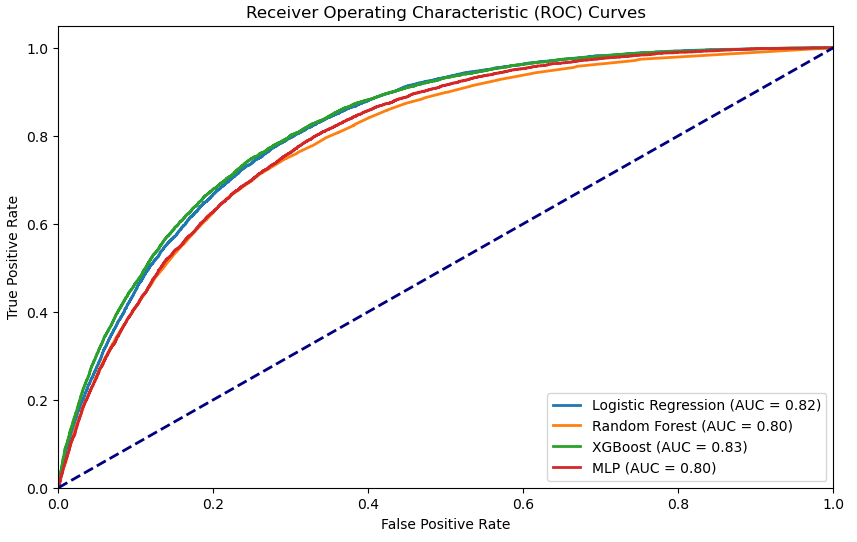 Receiver Operating Characteristic (ROC) Curves
True Positive Rate
1.0
0.8
0.6
0.4
0.2
0.0
Logistic Regression (AUC = 0.82)
Random Forest (AUC = 0.80)
XGBoost (AUC = 0.83)
MLP (AUC = 0.80)
0.0 0.2 0.4 0.6 0.8 1.0
False Positive Rate